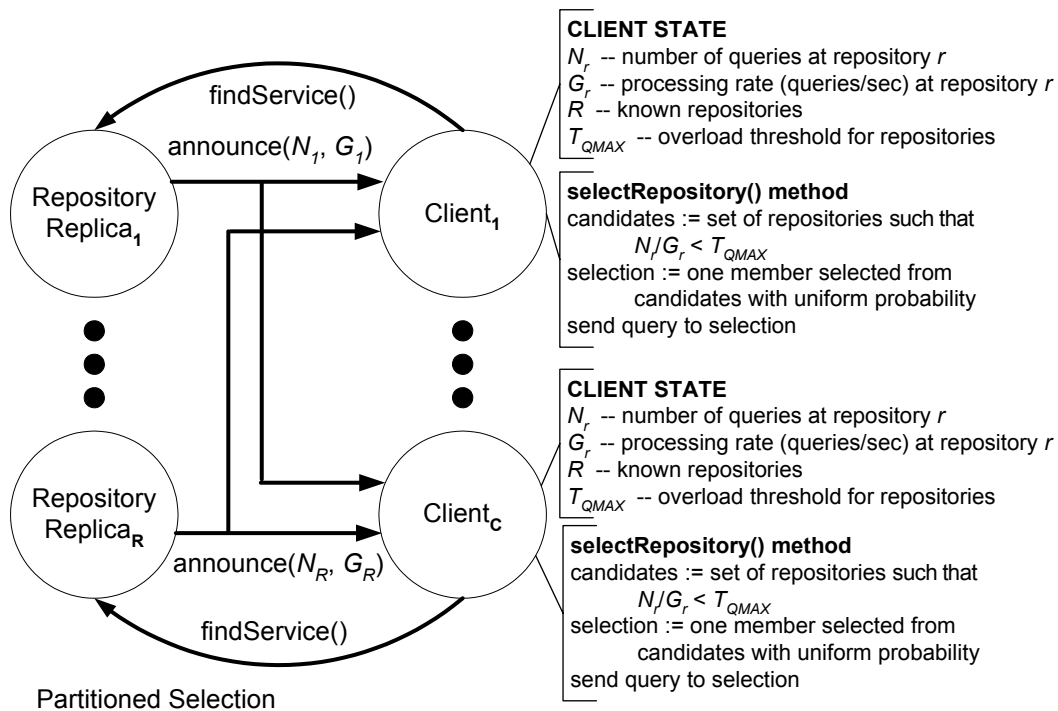 findService()
announce(N1, G1)
Repository
Replica1
Client1
CLIENT STATE
Nr -- number of queries at repository r
Gr -- processing rate (queries/sec) at repository r
R -- known repositories
TQMAX -- overload threshold for repositories
selectRepository() method
candidates := set of repositories such that
Nr/Gr < TQMAX
selection := one member selected from
candidates with uniform probability
send query to selection
Repository
ReplicaR
ClientC
announce(NR, GR)
findService()
CLIENT STATE
Nr -- number of queries at repository r
Gr -- processing rate (queries/sec) at repository r
R -- known repositories
TQMAX -- overload threshold for repositories
selectRepository() method
candidates := set of repositories such that
Nr/Gr < TQMAX
selection := one member selected from
candidates with uniform probability
send query to selection
Partitioned Selection